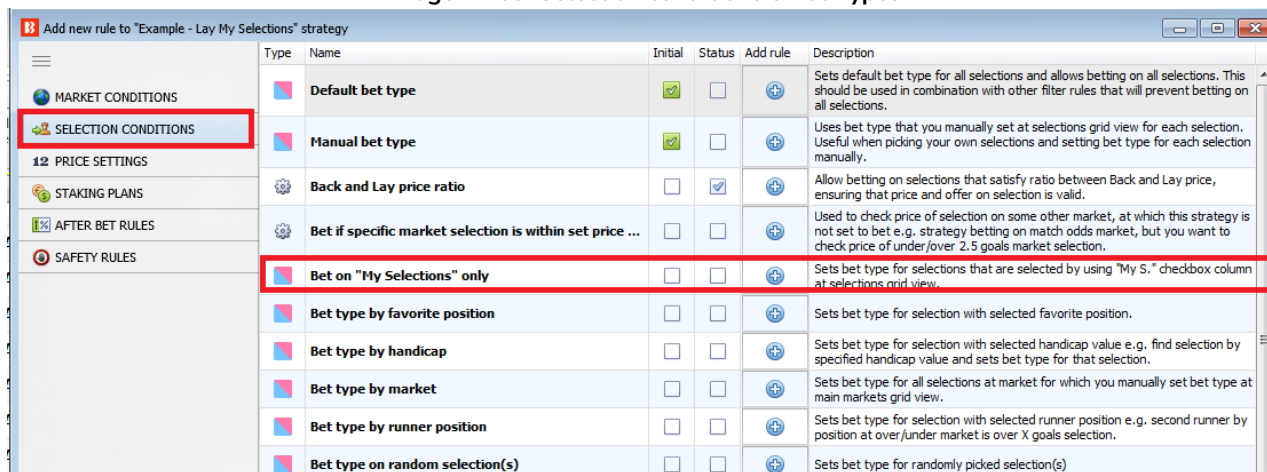 Add new rule to "Example - Lay My Selections" strategy
Type Name Initial Status Add rule Description
MARKET CONDITIONS
SELECTION CONDITIONS
12 PRICE SETTINGS
STAKING PLANS
AFTER BET RULES
SAFETY RULES
Default bet type
Sets default bet type for all selections and allows betting on all selections. This
should be used in combination with other filter rules that will prevent betting on
all selections.
Manual bet type
Uses bet type that you manually set at selections grid view for each selection.
Useful when picking your own selections and setting bet type for each selection
manually.
Back and Lay price ratio
Allow betting on selections that satisfy ratio between Back and Lay price,
ensuring that price and offer on selection is valid.
Bet if specific market selection is within set price ...
Used to check price of selection on some other market, at which this strategy is
not set to bet e.g. strategy betting on match odds market, but you want to
check price of under/over 2.5 goals market selection.
Bet on "My Selections" only
Sets bet type for selections that are selected by using "My S." checkbox column
at selections grid view.
Bet type by favorite position
Sets bet type for selection with selected favorite position.
Bet type by handicap
Sets bet type for selection with selected handicap value e.g. find selection by
specified handicap value and sets bet type for that selection.
Bet type by market
Sets bet type for all selections at market for which you manually set bet type at
main markets grid view.
Bet type by runner position
Sets bet type for selection with selected runner position e.g. second runner by
position at over/under market is over X goals selection.
Bet type on random selection(s)
Sets bet type for randomly picked selection(s)